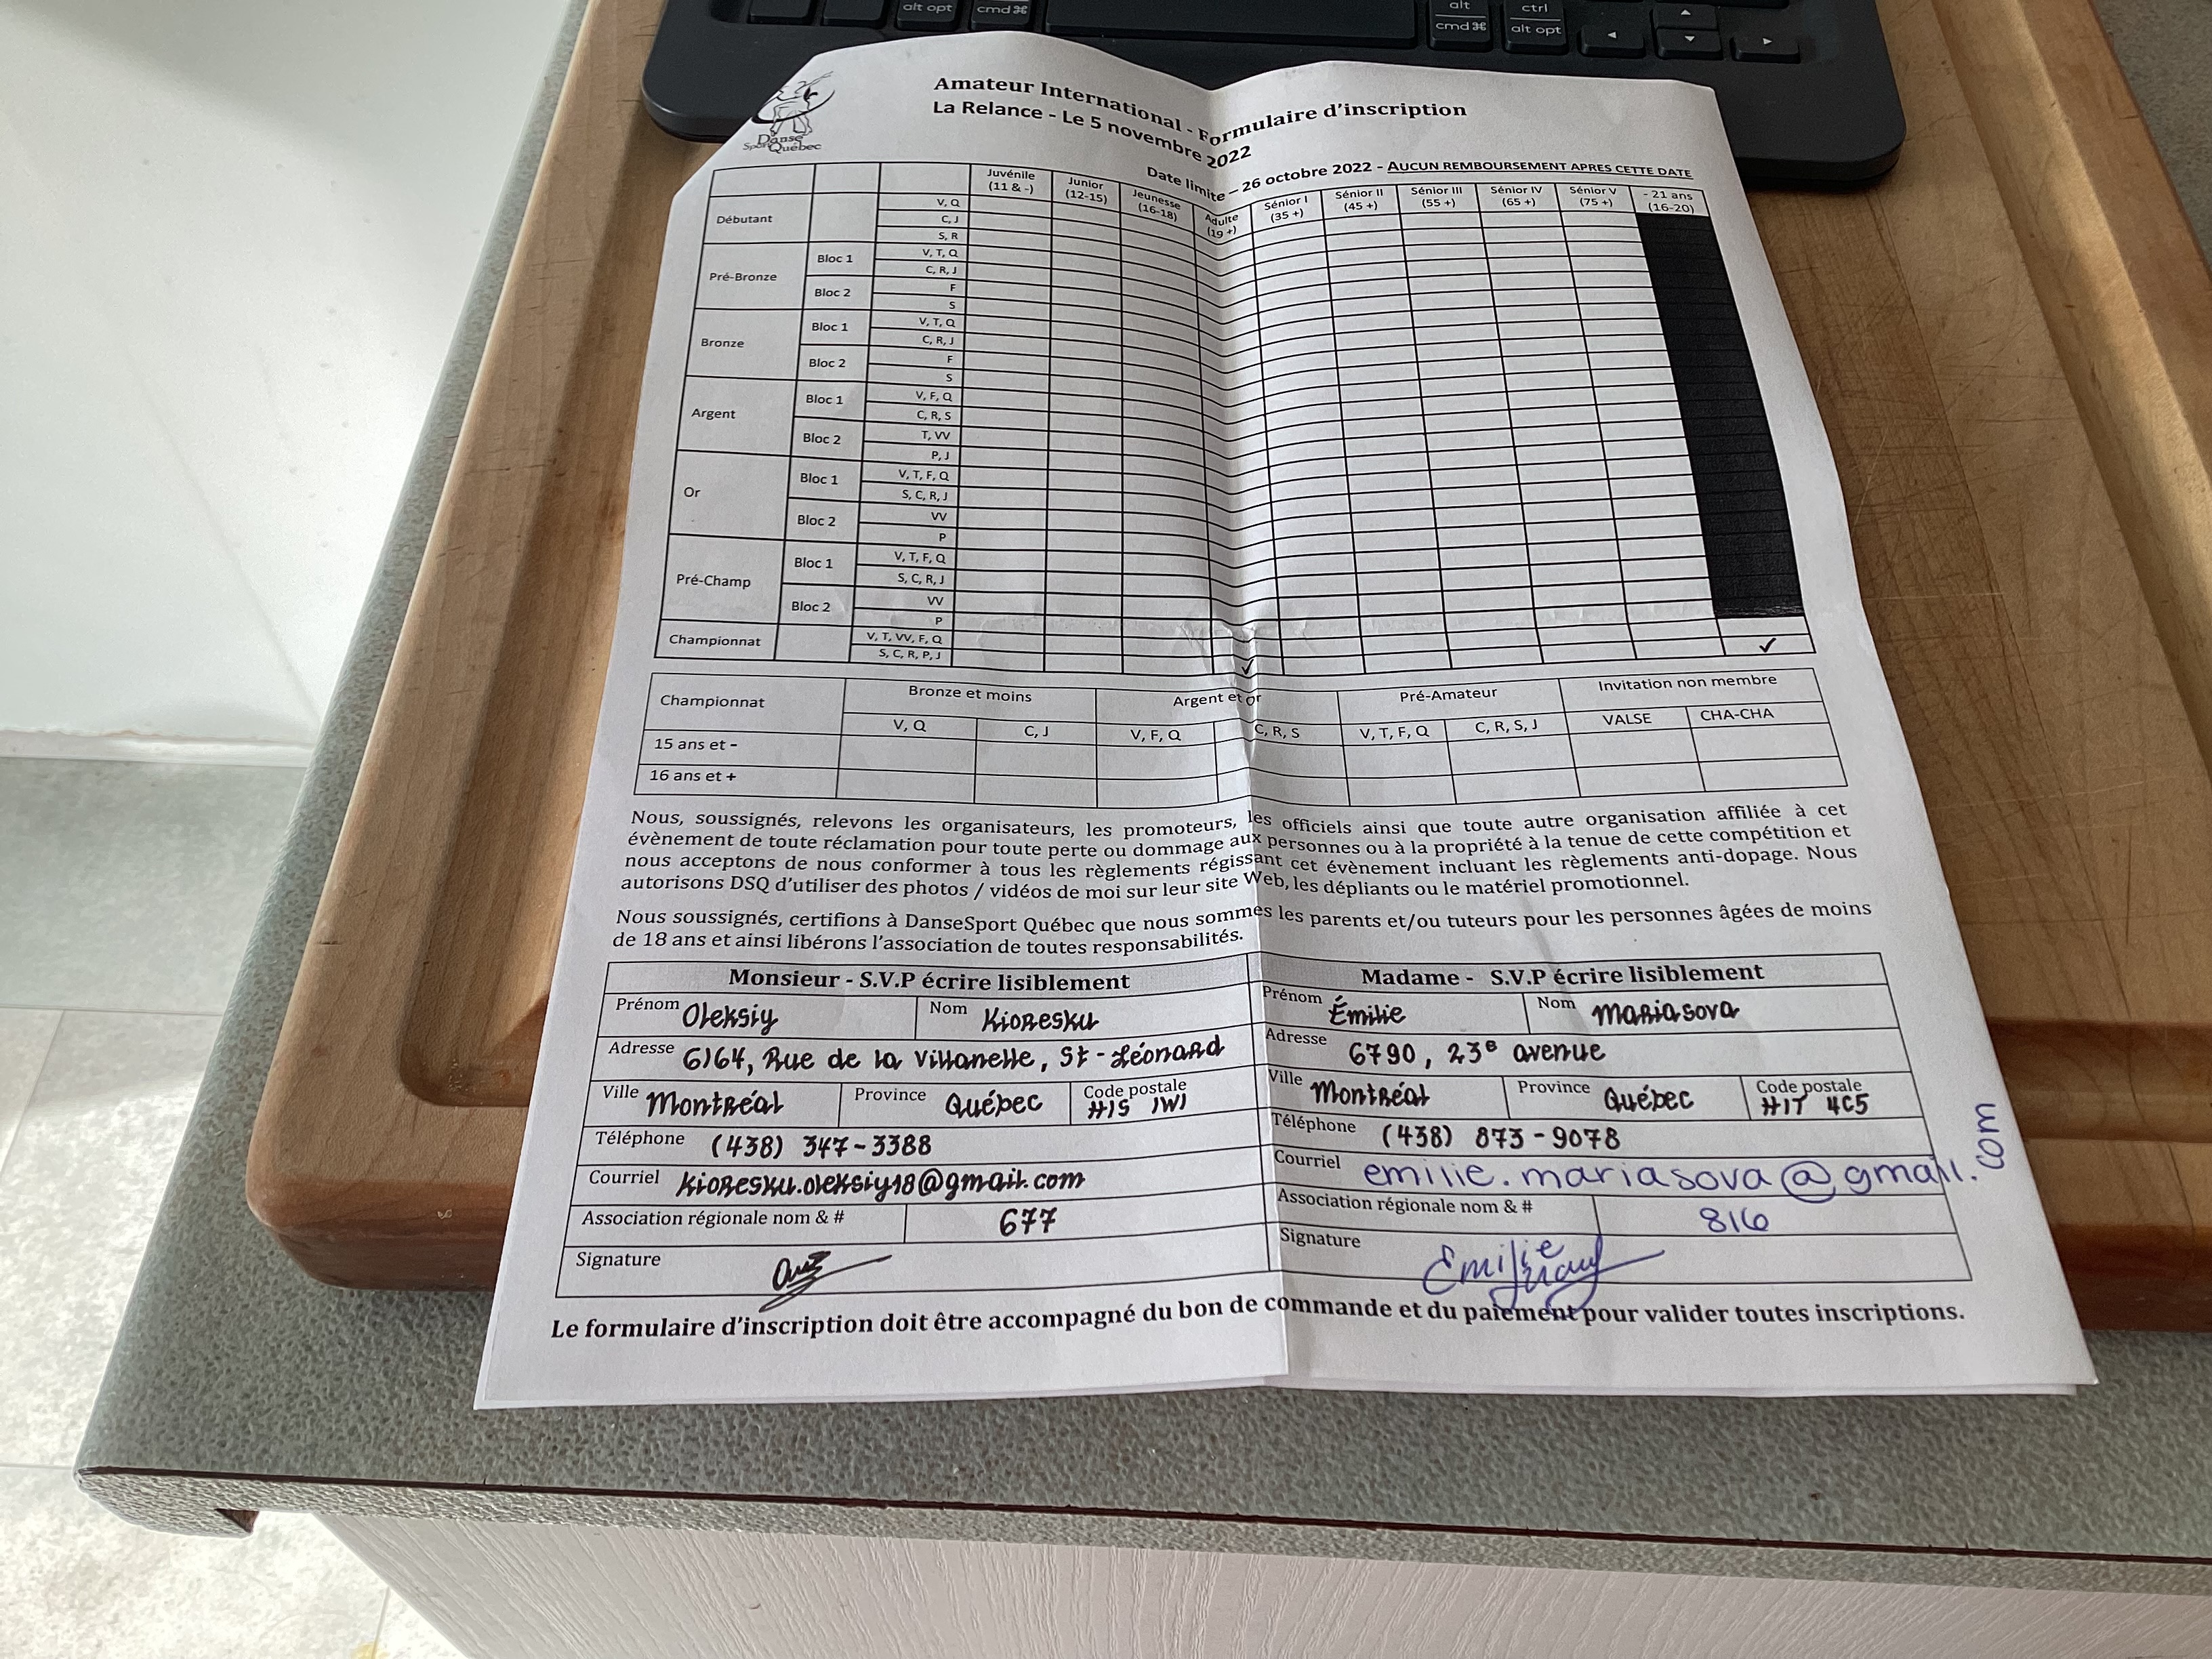 alt opt
cmd ⌘
alt
cmd ⌘
ctrl
alt opt
Danse
Sport Québec
Amateur International - Formulaire d'inscription
La Relance - Le 5 novembre 2022
Date limite – 26 octobre 2022 - AUCUN REMBOURSEMENT APRES CETTE DATE
Juvénile (11 & -) Junior (12-15) Jeunesse (16-18) Adulte (19 +) Sénior I (35 +) Sénior II (45 +) Sénior III (55 +) Sénior IV (65 +) Sénior V (75 +) - 21 ans (16-20)
Débutant V, Q
C, J
S, R
Pré-Bronze Bloc 1 V, T, Q
C, R, J
Bloc 2 F
S
Bronze Bloc 1 V, T, Q
C, R, J
Bloc 2 F
S
Argent Bloc 1 V, F, Q
C, R, S
Bloc 2 T, VV
P, J
Or Bloc 1 V, T, F, Q
S, C, R, J
Bloc 2 VV
P
Pré-Champ Bloc 1 V, T, F, Q
S, C, R, J
Bloc 2 VV
P
Championnat V, T, VV, F, Q
S, C, R, P, J ✓ ✓
Championnat Bronze et moins Argent et or Pré-Amateur Invitation non membre
V, Q C, J V, F, Q C, R, S V, T, F, Q C, R, S, J VALSE CHA-CHA
15 ans et -
16 ans et +
Nous, soussignés, relevons les organisateurs, les promoteurs, les officiels ainsi que toute autre organisation affiliée à cet
évènement de toute réclamation pour toute perte ou dommage aux personnes ou à la propriété à la tenue de cette compétition et
nous acceptons de nous conformer à tous les règlements régissant cet évènement incluant les règlements anti-dopage. Nous
autorisons DSQ d'utiliser des photos / vidéos de moi sur leur site Web, les dépliants ou le matériel promotionnel.
Nous soussignés, certifions à DanseSport Québec que nous sommes les parents et/ou tuteurs pour les personnes âgées de moins
de 18 ans et ainsi libérons l'association de toutes responsabilités.
Monsieur - S.V.P écrire lisiblement
Prénom Oleksiy Nom Kioresku
Adresse 6164, Rue de la Villanelle, St-Léonard
Ville Montréal Province Québec Code postale H1S 1W1
Téléphone (438) 347-3388
Courriel kioresku.oleksiy18@gmail.com
Association régionale nom & # 677
Signature
Madame - S.V.P écrire lisiblement
Prénom Émilie Nom Mariasova
Adresse 6790, 23e avenue
Ville Montréal Province Québec Code postale H1T 4C5
Téléphone (438) 873-9078
Courriel emilie.mariasova@gmail.com
Association régionale nom & # 816
Signature Emilie
Le formulaire d'inscription doit être accompagné du bon de commande et du paiement pour valider toutes inscriptions.